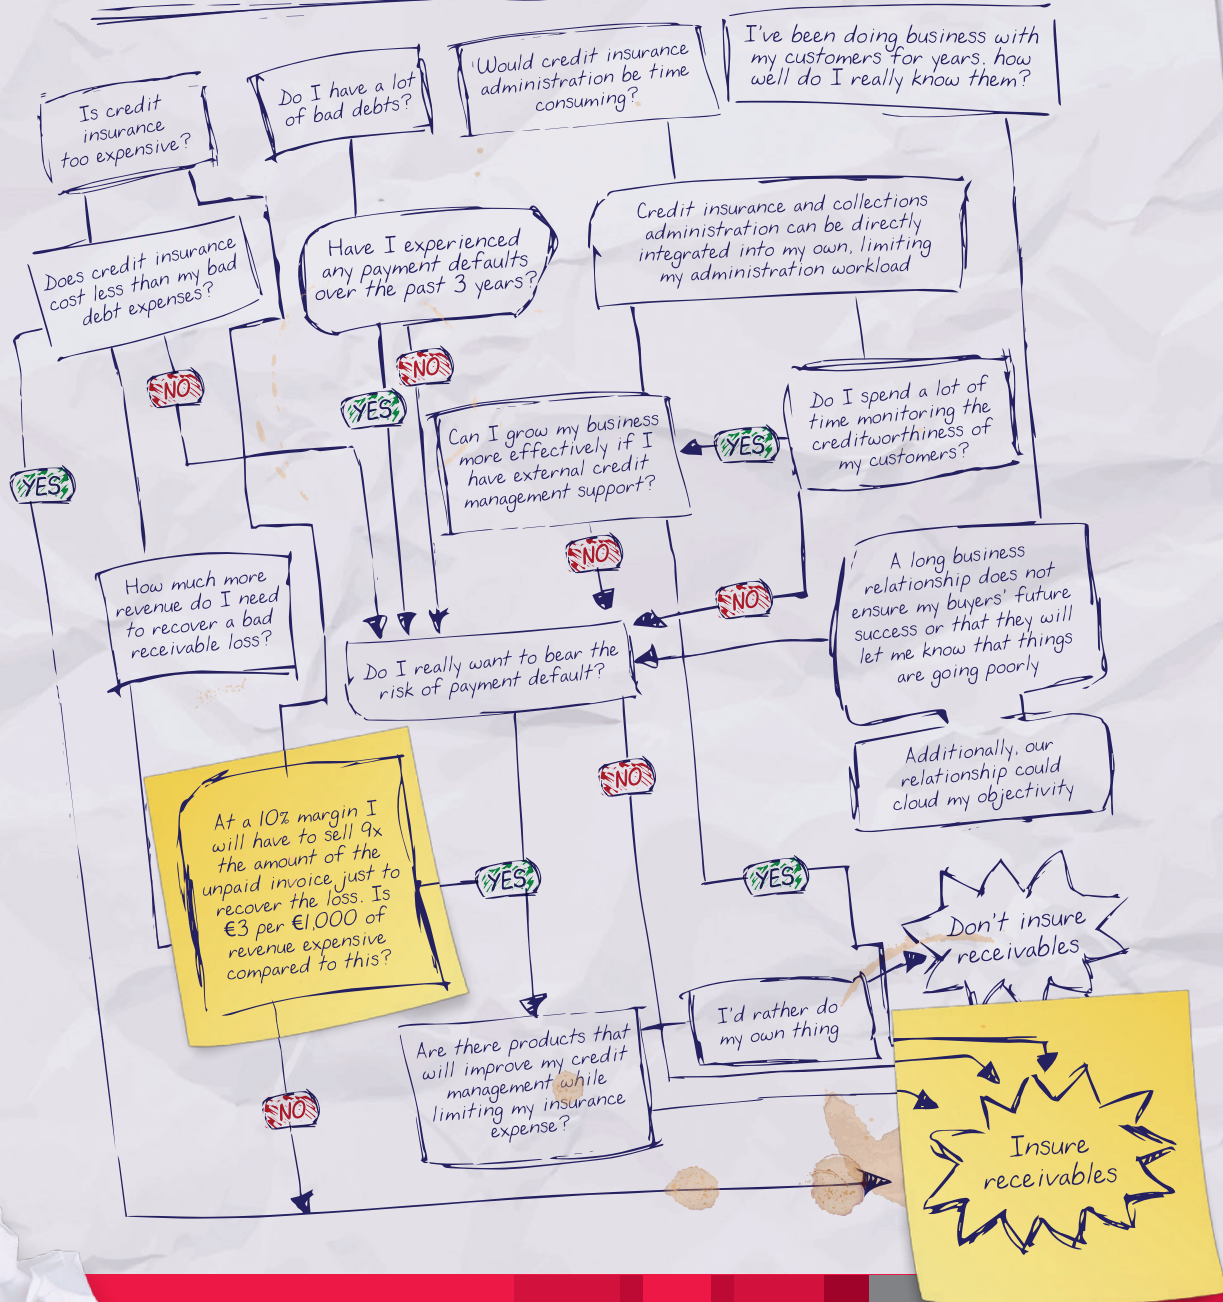 Is credit
insurance
too expensive?
Do I have a lot
of bad debts?
Would credit insurance
administration be time
consuming?
I've been doing business with
my customers for years. how
well do I really know them?
Does credit insurance
cost less than my bad
debt expenses?
Have I experienced
any payment defaults
over the past 3 years?
Credit insurance and collections
administration can be directly
integrated into my own, limiting
my administration workload
NO
NO
YES
YES
Can I grow my business
more effectively if I
have external credit
management support?
YES
Do I spend a lot of
time monitoring the
creditworthiness of
my customers?
NO
NO
How much more
revenue do I need
to recover a bad
receivable loss?
A long business
relationship does not
ensure my buyers' future
success or that they will
let me know that things
are going poorly
Do I really want to bear the
risk of payment default?
Additionally, our
relationship could
cloud my objectivity
NO
At a 10% margin I
will have to sell 9x
the amount of the
unpaid invoice just to
recover the loss. Is
€3 per €1,000 of
revenue expensive
compared to this?
YES
YES
Don't insure
receivables
I'd rather do
my own thing
Are there products that
will improve my credit
management while
limiting my insurance
expense?
NO
Insure
receivables